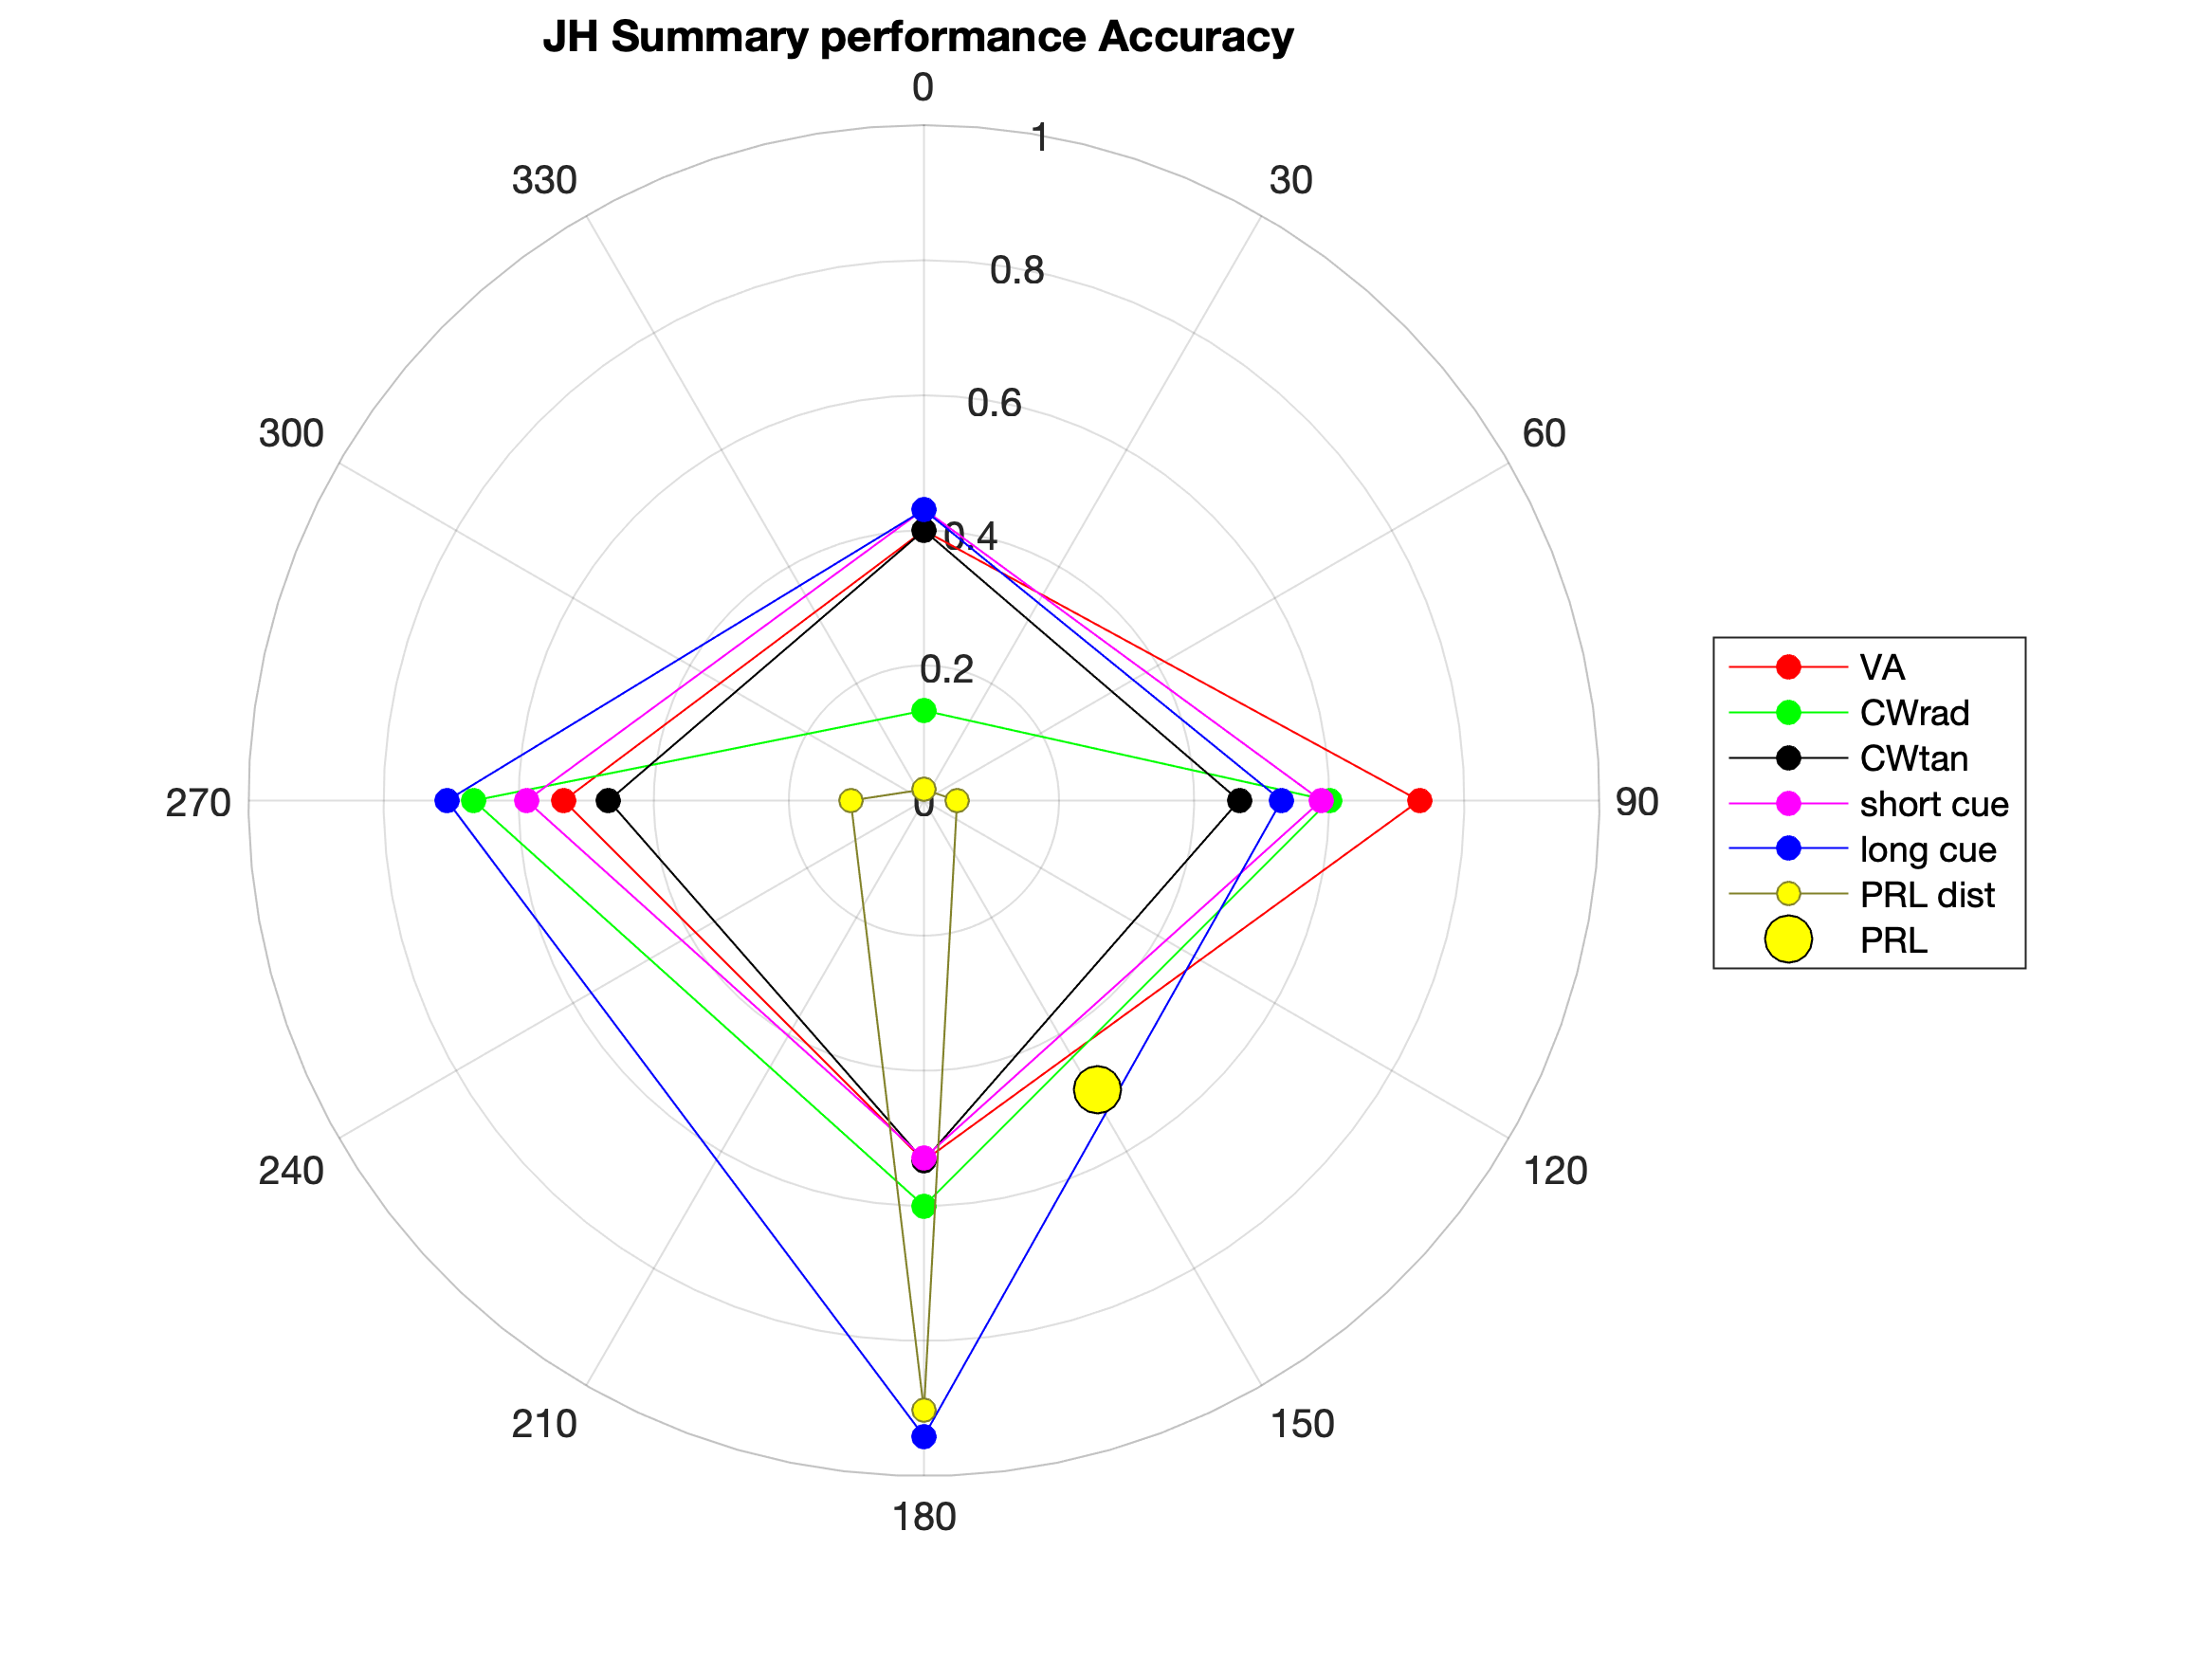 JH Summary performance Accuracy
0
1
330
30
0.8
0.6
300
60
0.4
0.2
270
0
90
240
120
210
150
180
VA
CWrad
CWtan
short cue
long cue
PRL dist
PRL